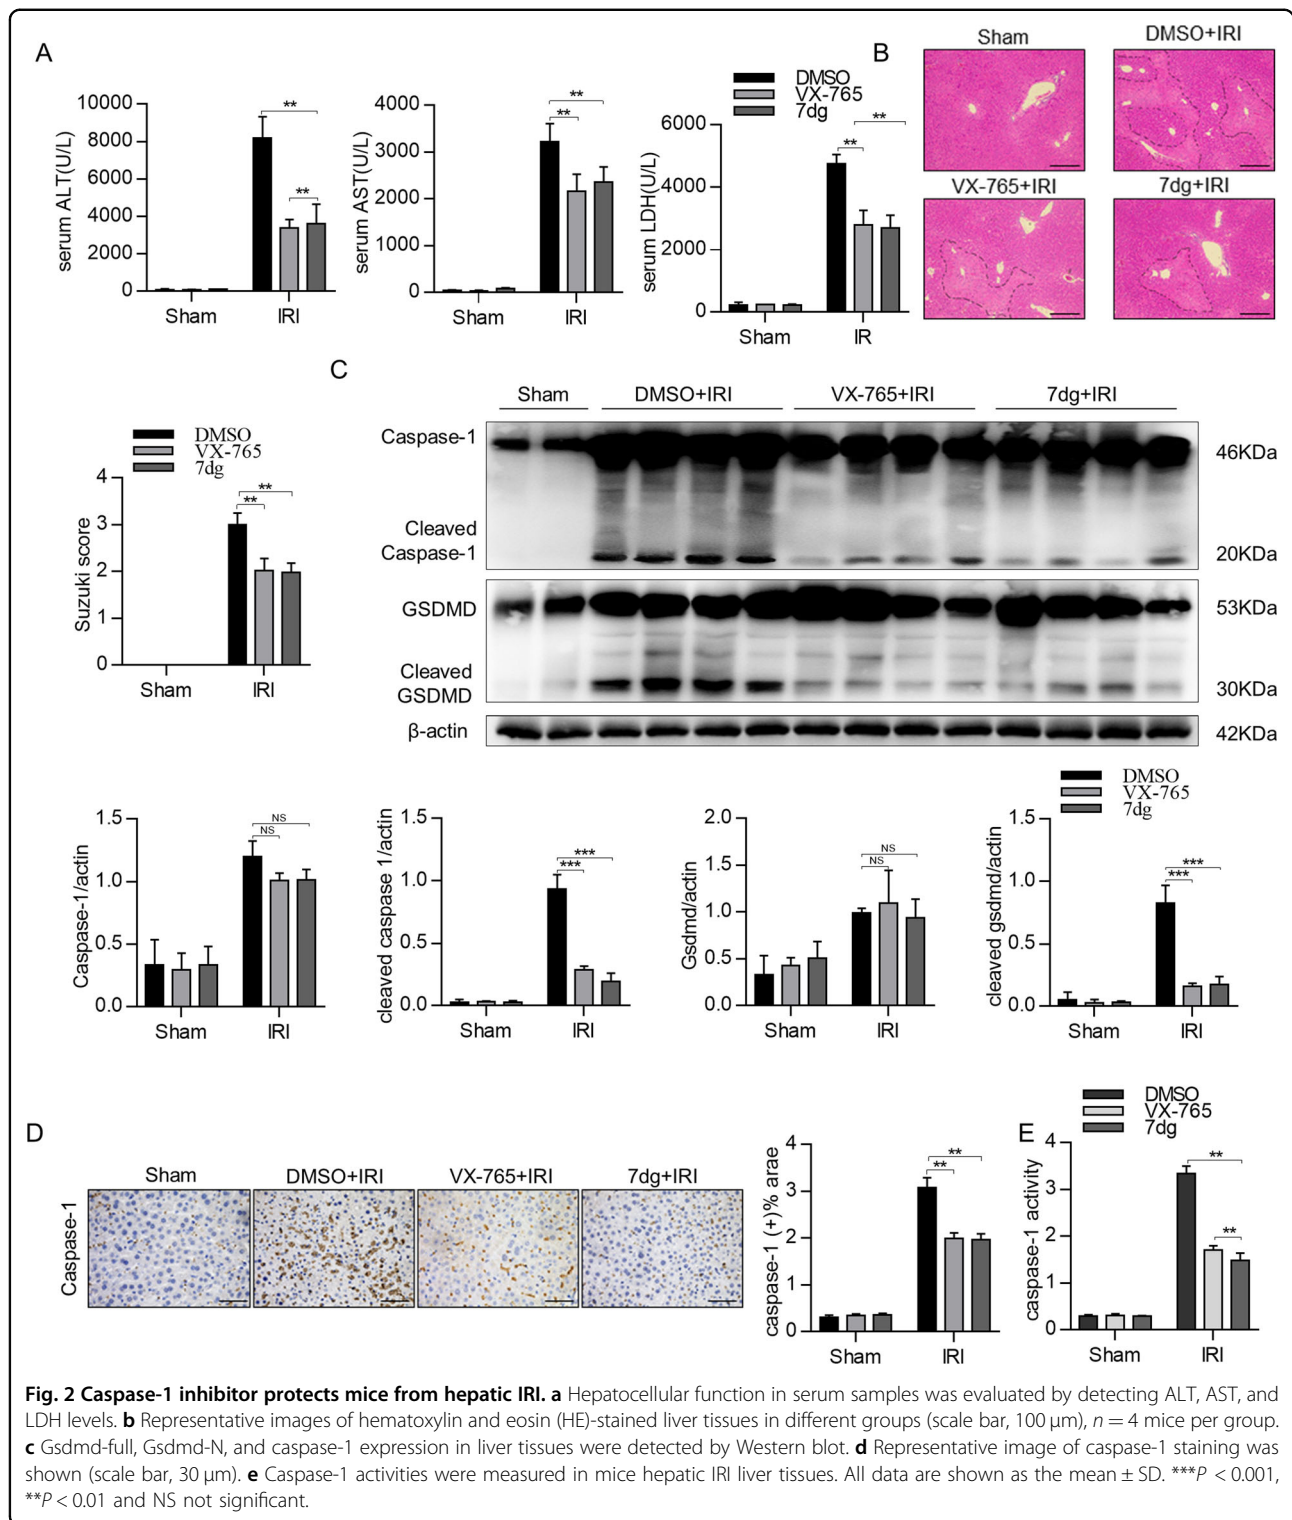 A
serum ALT(U/L)
10000
8000
6000
4000
2000
0
**
**
Sham
IRI
serum AST(U/L)
4000
3000
2000
1000
0
**
**
Sham
IRI
DMSO
VX-765
7dg
serum LDH(U/L)
6000
4000
2000
0
**
**
Sham
IR
B
Sham
DMSO+IRI
VX-765+IRI
7dg+IRI
DMSO
VX-765
7dg
Suzuki score
4
3
2
1
0
**
**
Sham
IRI
C
Sham
DMSO+IRI
VX-765+IRI
7dg+IRI
Caspase-1
46KDa
Cleaved
Caspase-1
20KDa
GSDMD
53KDa
Cleaved
GSDMD
30KDa
β-actin
42KDa
Caspase-1/actin
1.5
1.0
0.5
0.0
NS
NS
Sham
IRI
cleaved caspase 1/actin
1.5
1.0
0.5
0.0
***
***
Sham
IRI
Gsdmd/actin
2.0
1.5
1.0
0.5
0.0
NS
NS
Sham
IRI
DMSO
VX-765
7dg
cleaved gsdmd/actin
1.5
1.0
0.5
0.0
***
***
Sham
IRI
D
Sham
DMSO+IRI
VX-765+IRI
7dg+IRI
Caspase-1
caspase-1 (+)% arae
4
3
2
1
0
**
**
Sham
IRI
E
DMSO
VX-765
7dg
caspase-1 activity
4
3
2
1
0
**
**
Sham
IRI
Fig. 2 Caspase-1 inhibitor protects mice from hepatic IRI. a Hepatocellular function in serum samples was evaluated by detecting ALT, AST, and
LDH levels. b Representative images of hematoxylin and eosin (HE)-stained liver tissues in different groups (scale bar, 100 μm), n = 4 mice per group.
c Gsdmd-full, Gsdmd-N, and caspase-1 expression in liver tissues were detected by Western blot. d Representative image of caspase-1 staining was
shown (scale bar, 30 μm). e Caspase-1 activities were measured in mice hepatic IRI liver tissues. All data are shown as the mean ± SD. ***P < 0.001,
**P < 0.01 and NS not significant.